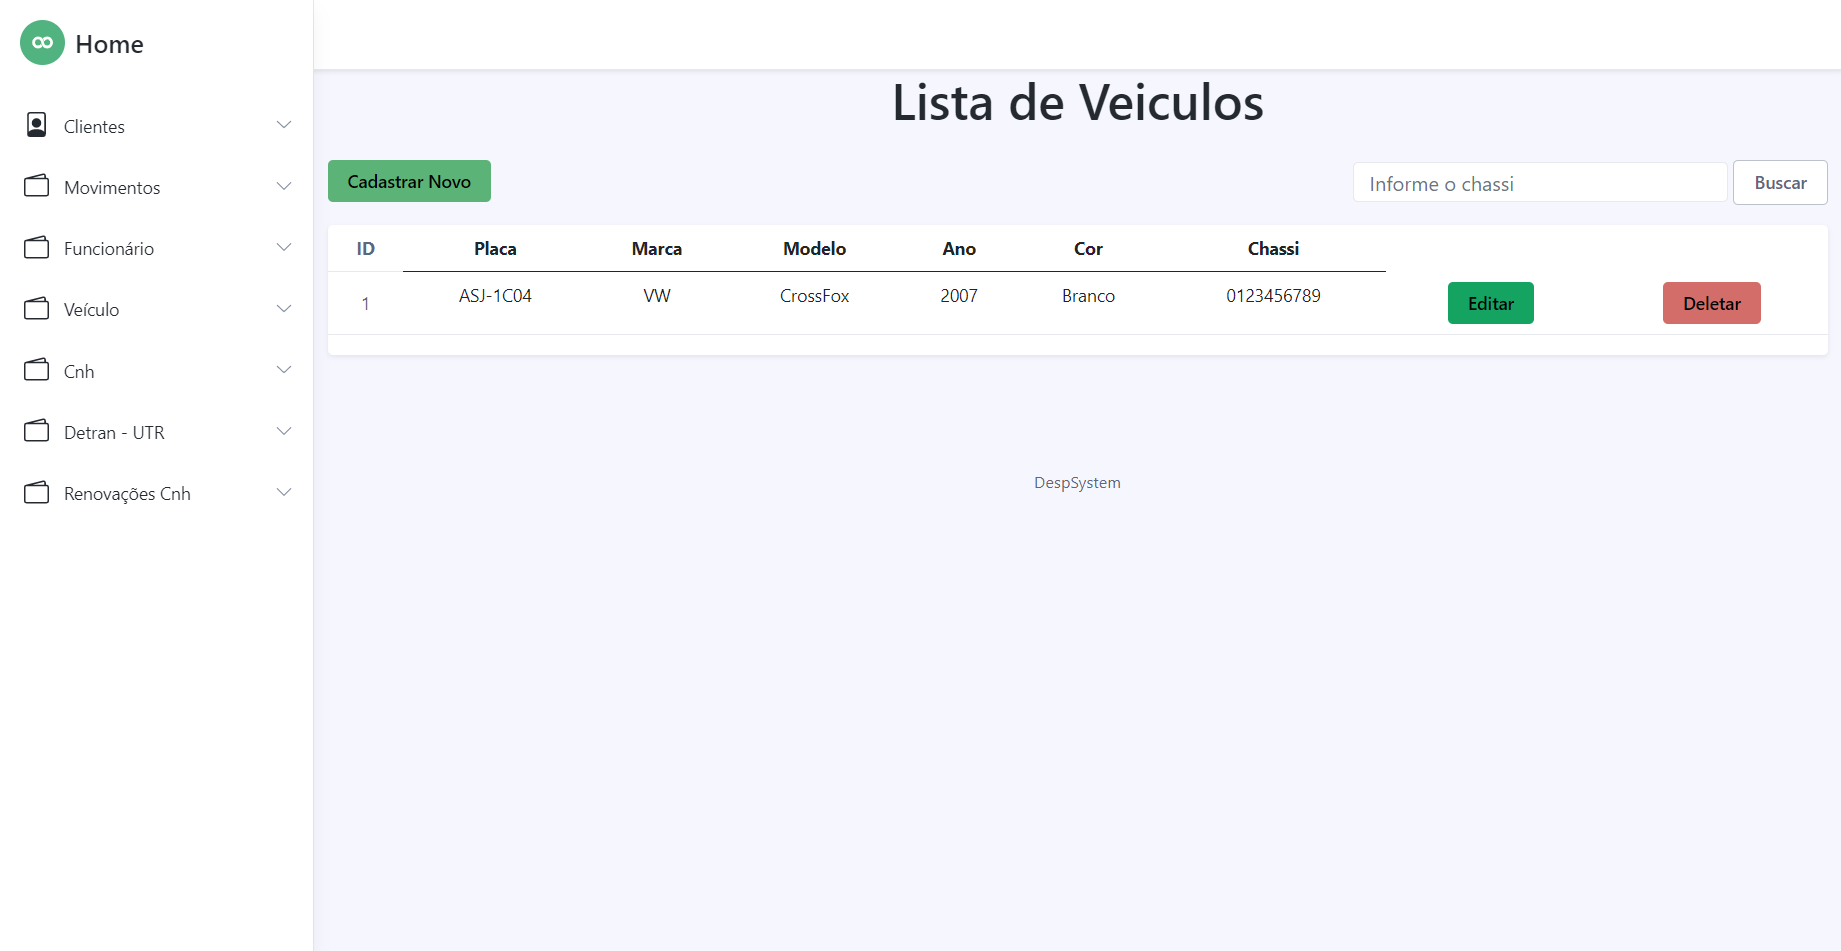 Home
Clientes
Movimentos
Funcionário
Veículo
Cnh
Detran - UTR
Renovações Cnh
Lista de Veiculos
Cadastrar Novo
Informe o chassi Buscar
ID Placa Marca Modelo Ano Cor Chassi
1 ASJ-1C04 VW CrossFox 2007 Branco 0123456789 Editar Deletar
DespSystem